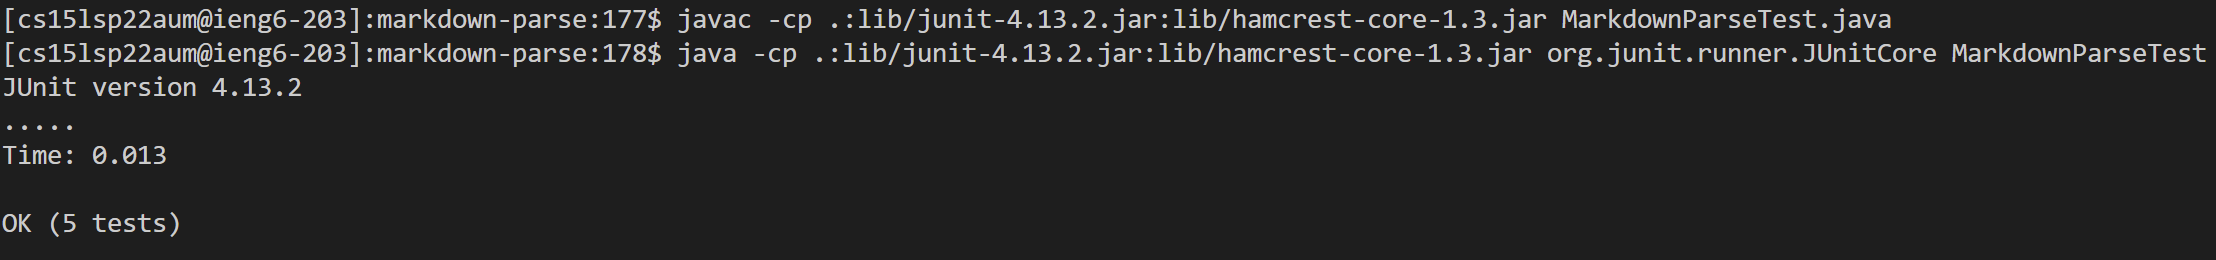 [cs15lsp22aum@ieng6-203]:markdown-parse:177$ javac -cp .:lib/junit-4.13.2.jar:lib/hamcrest-core-1.3.jar MarkdownParseTest.java
[cs15lsp22aum@ieng6-203]:markdown-parse:178$ java -cp .:lib/junit-4.13.2.jar:lib/hamcrest-core-1.3.jar org.junit.runner.JUnitCore MarkdownParseTest
JUnit version 4.13.2
.....
Time: 0.013
OK (5 tests)